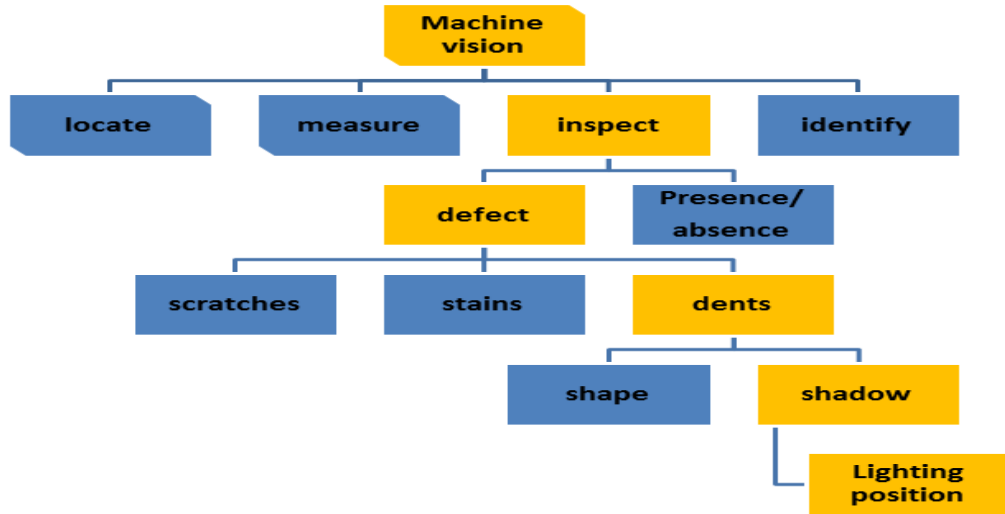 Machine
vision
locate
measure
inspect
identify
defect
Presence/
absence
scratches
stains
dents
shape
shadow
Lighting
position